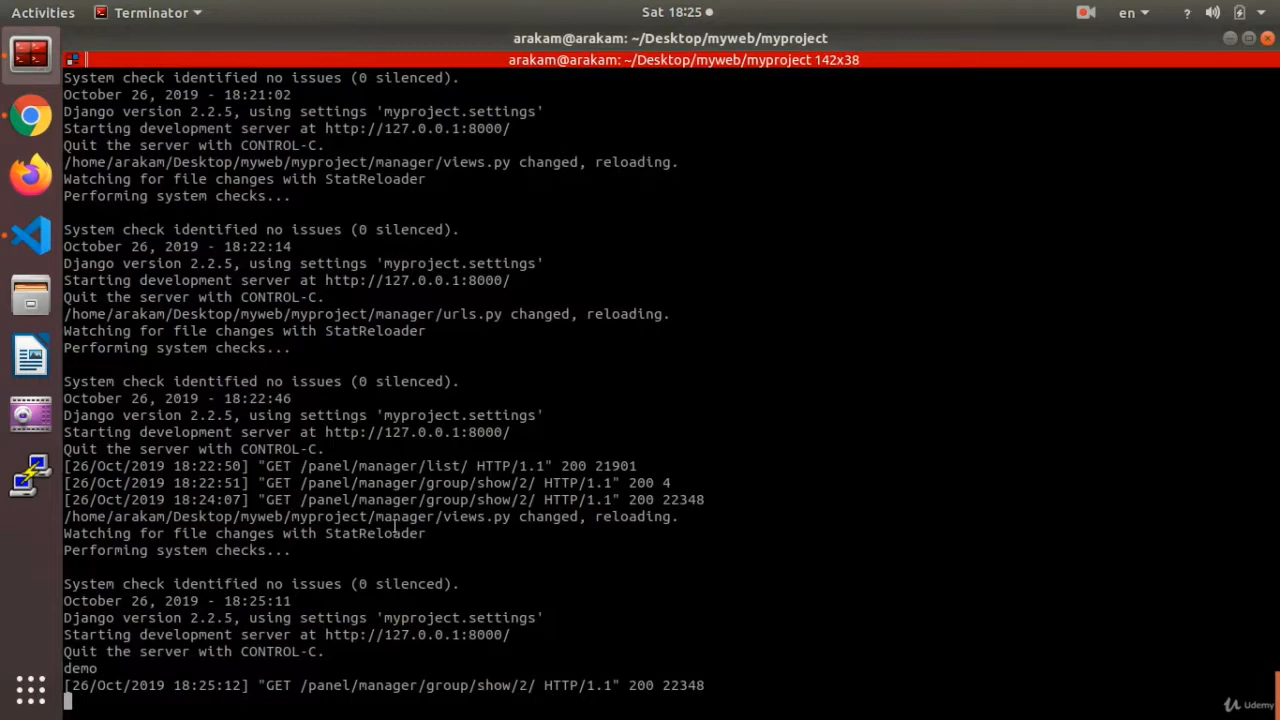 Activities
Terminator
Sat 18:25
en
?
arakam@arakam: ~/Desktop/myweb/myproject
arakam@arakam: ~/Desktop/myweb/myproject 142x38
System check identified no issues (0 silenced).
October 26, 2019 - 18:21:02
Django version 2.2.5, using settings 'myproject.settings'
Starting development server at http://127.0.0.1:8000/
Quit the server with CONTROL-C.
/home/arakam/Desktop/myweb/myproject/manager/views.py changed, reloading.
Watching for file changes with StatReloader
Performing system checks...
System check identified no issues (0 silenced).
October 26, 2019 - 18:22:14
Django version 2.2.5, using settings 'myproject.settings'
Starting development server at http://127.0.0.1:8000/
Quit the server with CONTROL-C.
/home/arakam/Desktop/myweb/myproject/manager/urls.py changed, reloading.
Watching for file changes with StatReloader
Performing system checks...
System check identified no issues (0 silenced).
October 26, 2019 - 18:22:46
Django version 2.2.5, using settings 'myproject.settings'
Starting development server at http://127.0.0.1:8000/
Quit the server with CONTROL-C.
[26/Oct/2019 18:22:50] "GET /panel/manager/list/ HTTP/1.1" 200 21901
[26/Oct/2019 18:22:51] "GET /panel/manager/group/show/2/ HTTP/1.1" 200 4
[26/Oct/2019 18:24:07] "GET /panel/manager/group/show/2/ HTTP/1.1" 200 22348
/home/arakam/Desktop/myweb/myproject/manager/views.py changed, reloading.
Watching for file changes with StatReloader
Performing system checks...
System check identified no issues (0 silenced).
October 26, 2019 - 18:25:11
Django version 2.2.5, using settings 'myproject.settings'
Starting development server at http://127.0.0.1:8000/
Quit the server with CONTROL-C.
demo
[26/Oct/2019 18:25:12] "GET /panel/manager/group/show/2/ HTTP/1.1" 200 22348
Udemy